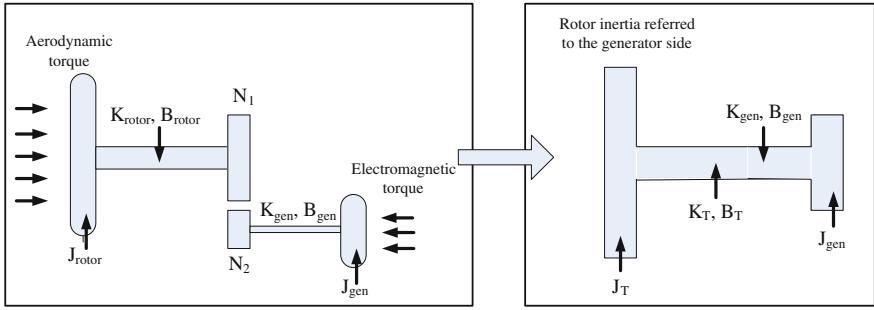 Aerodynamic
torque
K_rotor, B_rotor
N_1
J_rotor
Electromagnetic
torque
K_gen, B_gen
N_2
J_gen
Rotor inertia referred
to the generator side
K_gen, B_gen
K_T, B_T
J_gen
J_T